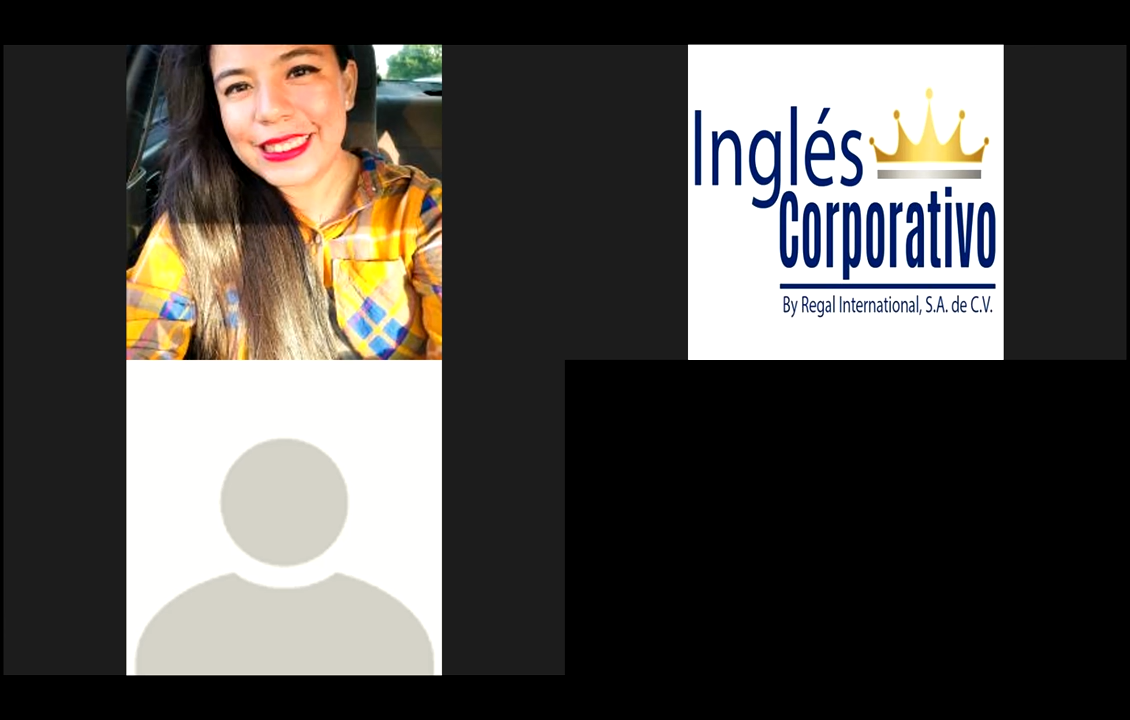 Inglés
Corporativo
By Regal International, S.A. de C.V.